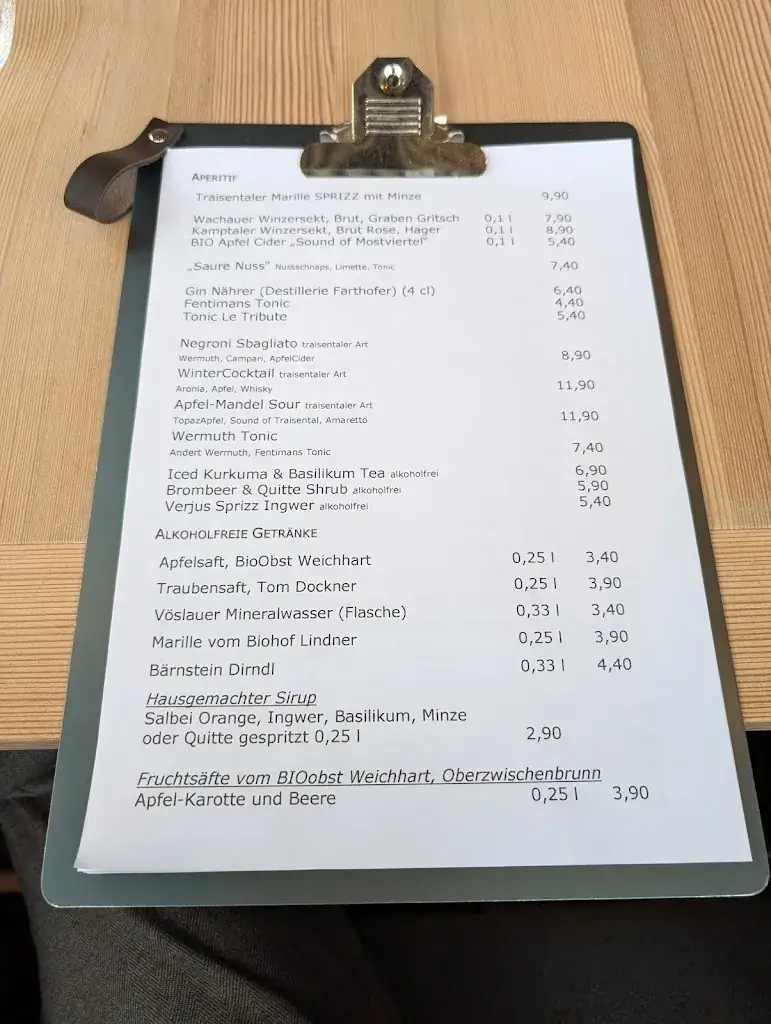 APERITIF
Traisentaler Marille SPRIZZ mit Minze 9,90
Wachauer Winzersekt, Brut, Graben Gritsch 0,1 l 7,90
Kamptaler Winzersekt, Brut Rose, Hager 0,1 l 8,90
BIO Apfel Cider „Sound of Mostviertel" 0,1 l 5,40
„Saure Nuss" Nussschnaps, Limette, Tonic 7,40
Gin Nährer (Destillerie Farthofer) (4 cl) 6,40
Fentimans Tonic 4,40
Tonic Le Tribute 5,40
Negroni Sbagliato traisentaler Art
Wermuth, Campari, ApfelCider 8,90
WinterCocktail traisentaler Art
Aronia, Apfel, Whisky 11,90
Apfel-Mandel Sour traisentaler Art
TopazApfel, Sound of Traisental, Amaretto 11,90
Wermuth Tonic
Andert Wermuth, Fentimans Tonic 7,40
Iced Kurkuma & Basilikum Tea alkoholfrei 6,90
Brombeer & Quitte Shrub alkoholfrei 5,90
Verjus Sprizz Ingwer alkoholfrei 5,40
ALKOHOLFREIE GETRÄNKE
Apfelsaft, BioObst Weichhart 0,25 l 3,40
Traubensaft, Tom Dockner 0,25 l 3,90
Vöslauer Mineralwasser (Flasche) 0,33 l 3,40
Marille vom Biohof Lindner 0,25 l 3,90
Bärnstein Dirndl 0,33 l 4,40
Hausgemachter Sirup
Salbei Orange, Ingwer, Basilikum, Minze
oder Quitte gespritzt 0,25 l 2,90
Fruchtsäfte vom BIOobst Weichhart, Oberzwischenbrunn
Apfel-Karotte und Beere 0,25 l 3,90